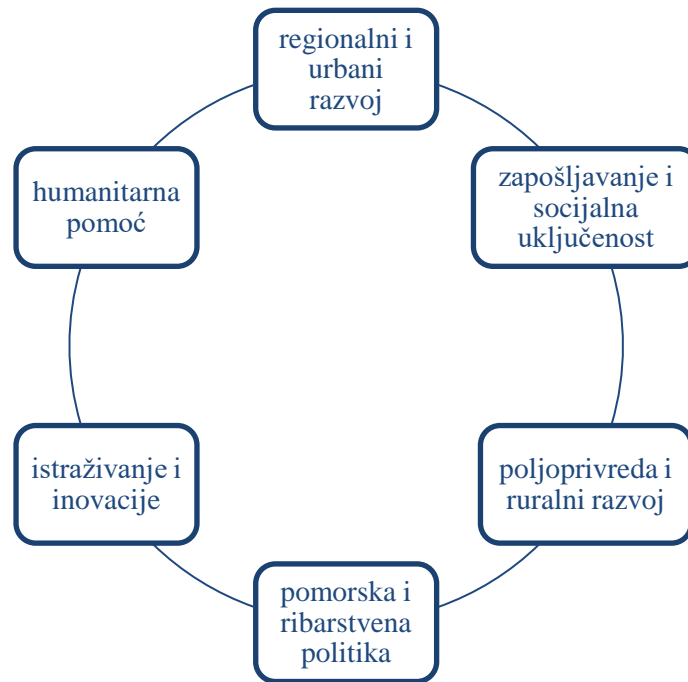 regionalni i
urbani
razvoj
zapošljavanje i
socijalna
uključenost
poljoprivreda i
ruralni razvoj
pomorska i
ribarstvena
politika
istraživanje i
inovacije
humanitarna
pomoć